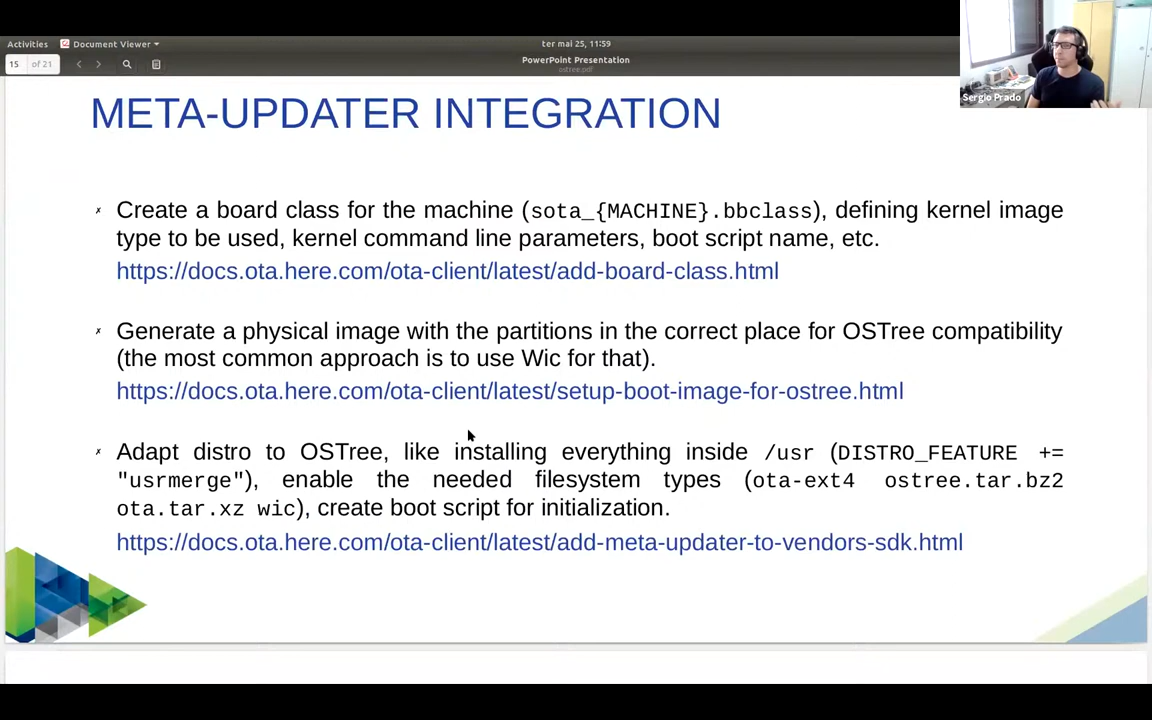 Activities Document Viewer ter mai 25, 11:59
15 of 21 PowerPoint Presentation
ostree.pdf
Sergio Prado
META-UPDATER INTEGRATION
✗ Create a board class for the machine (sota_{MACHINE}.bbclass), defining kernel image
type to be used, kernel command line parameters, boot script name, etc.
https://docs.ota.here.com/ota-client/latest/add-board-class.html
✗ Generate a physical image with the partitions in the correct place for OSTree compatibility
(the most common approach is to use Wic for that).
https://docs.ota.here.com/ota-client/latest/setup-boot-image-for-ostree.html
✗ Adapt distro to OSTree, like installing everything inside /usr (DISTRO_FEATURE +=
"usrmerge"), enable the needed filesystem types (ota-ext4 ostree.tar.bz2
ota.tar.xz wic), create boot script for initialization.
https://docs.ota.here.com/ota-client/latest/add-meta-updater-to-vendors-sdk.html